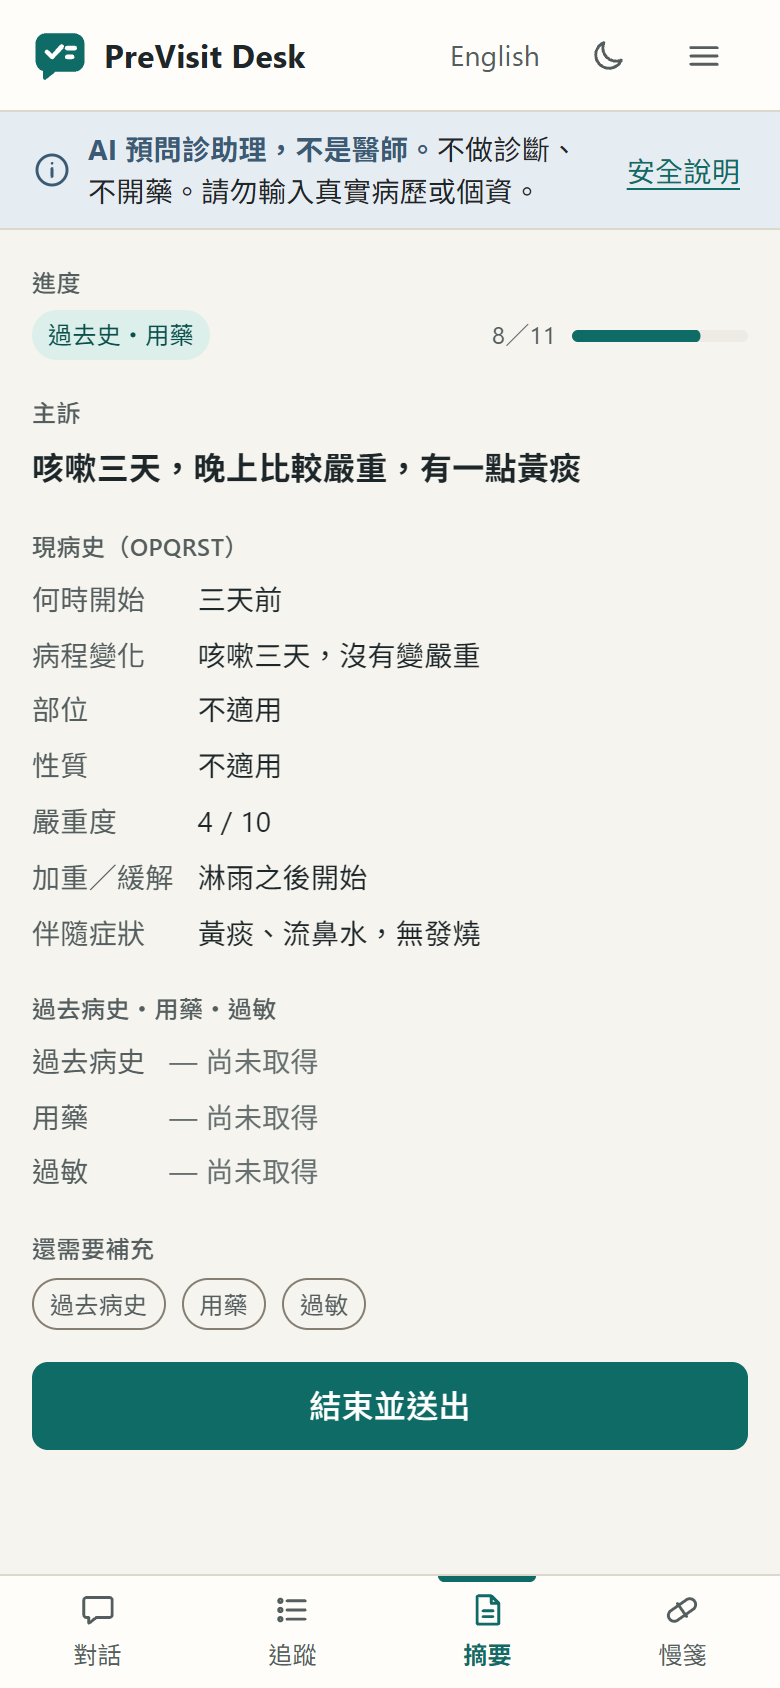 PreVisit Desk
English
AI 預問診助理，不是醫師。不做診斷、
不開藥。請勿輸入真實病歷或個資。
安全說明
進度
過去史・用藥
8／11
主訴
咳嗽三天，晚上比較嚴重，有一點黃痰
現病史（OPQRST）
何時開始 三天前
病程變化 咳嗽三天，沒有變嚴重
部位 不適用
性質 不適用
嚴重度 4 / 10
加重／緩解 淋雨之後開始
伴隨症狀 黃痰、流鼻水，無發燒
過去病史・用藥・過敏
過去病史 — 尚未取得
用藥 — 尚未取得
過敏 — 尚未取得
還需要補充
過去病史 用藥 過敏
結束並送出
對話 追蹤 摘要 慢箋